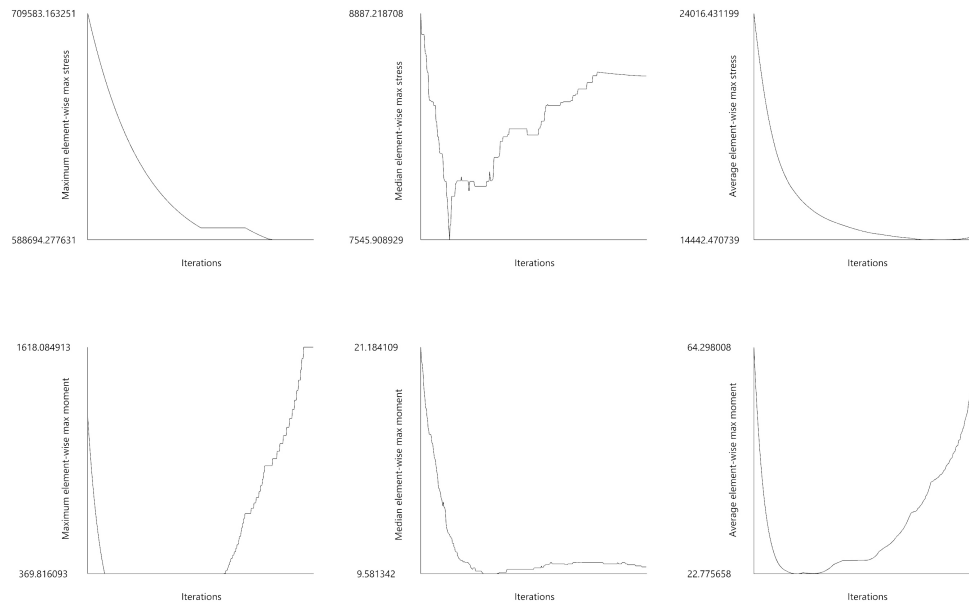 709583.163251
Maximum element-wise max stress
588694.277631
Iterations
8887.218708
Median element-wise max stress
7545.908929
Iterations
24016.431199
Average element-wise max stress
14442.470739
Iterations
1618.084913
Maximum element-wise max moment
369.816093
Iterations
21.184109
Median element-wise max moment
9.581342
Iterations
64.298008
Average element-wise max moment
22.775658
Iterations